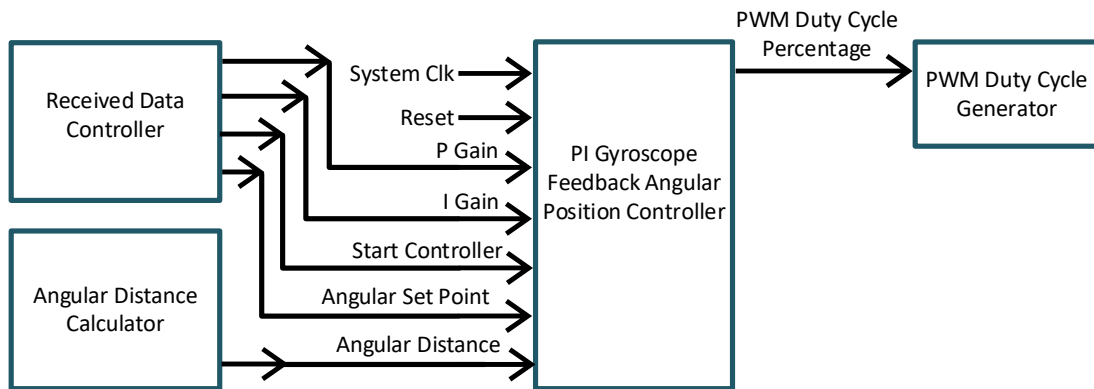 Received Data
Controller
Angular Distance
Calculator
System Clk
Reset
P Gain
I Gain
Start Controller
Angular Set Point
Angular Distance
PI Gyroscope
Feedback Angular
Position Controller
PWM Duty Cycle
Percentage
PWM Duty Cycle
Generator